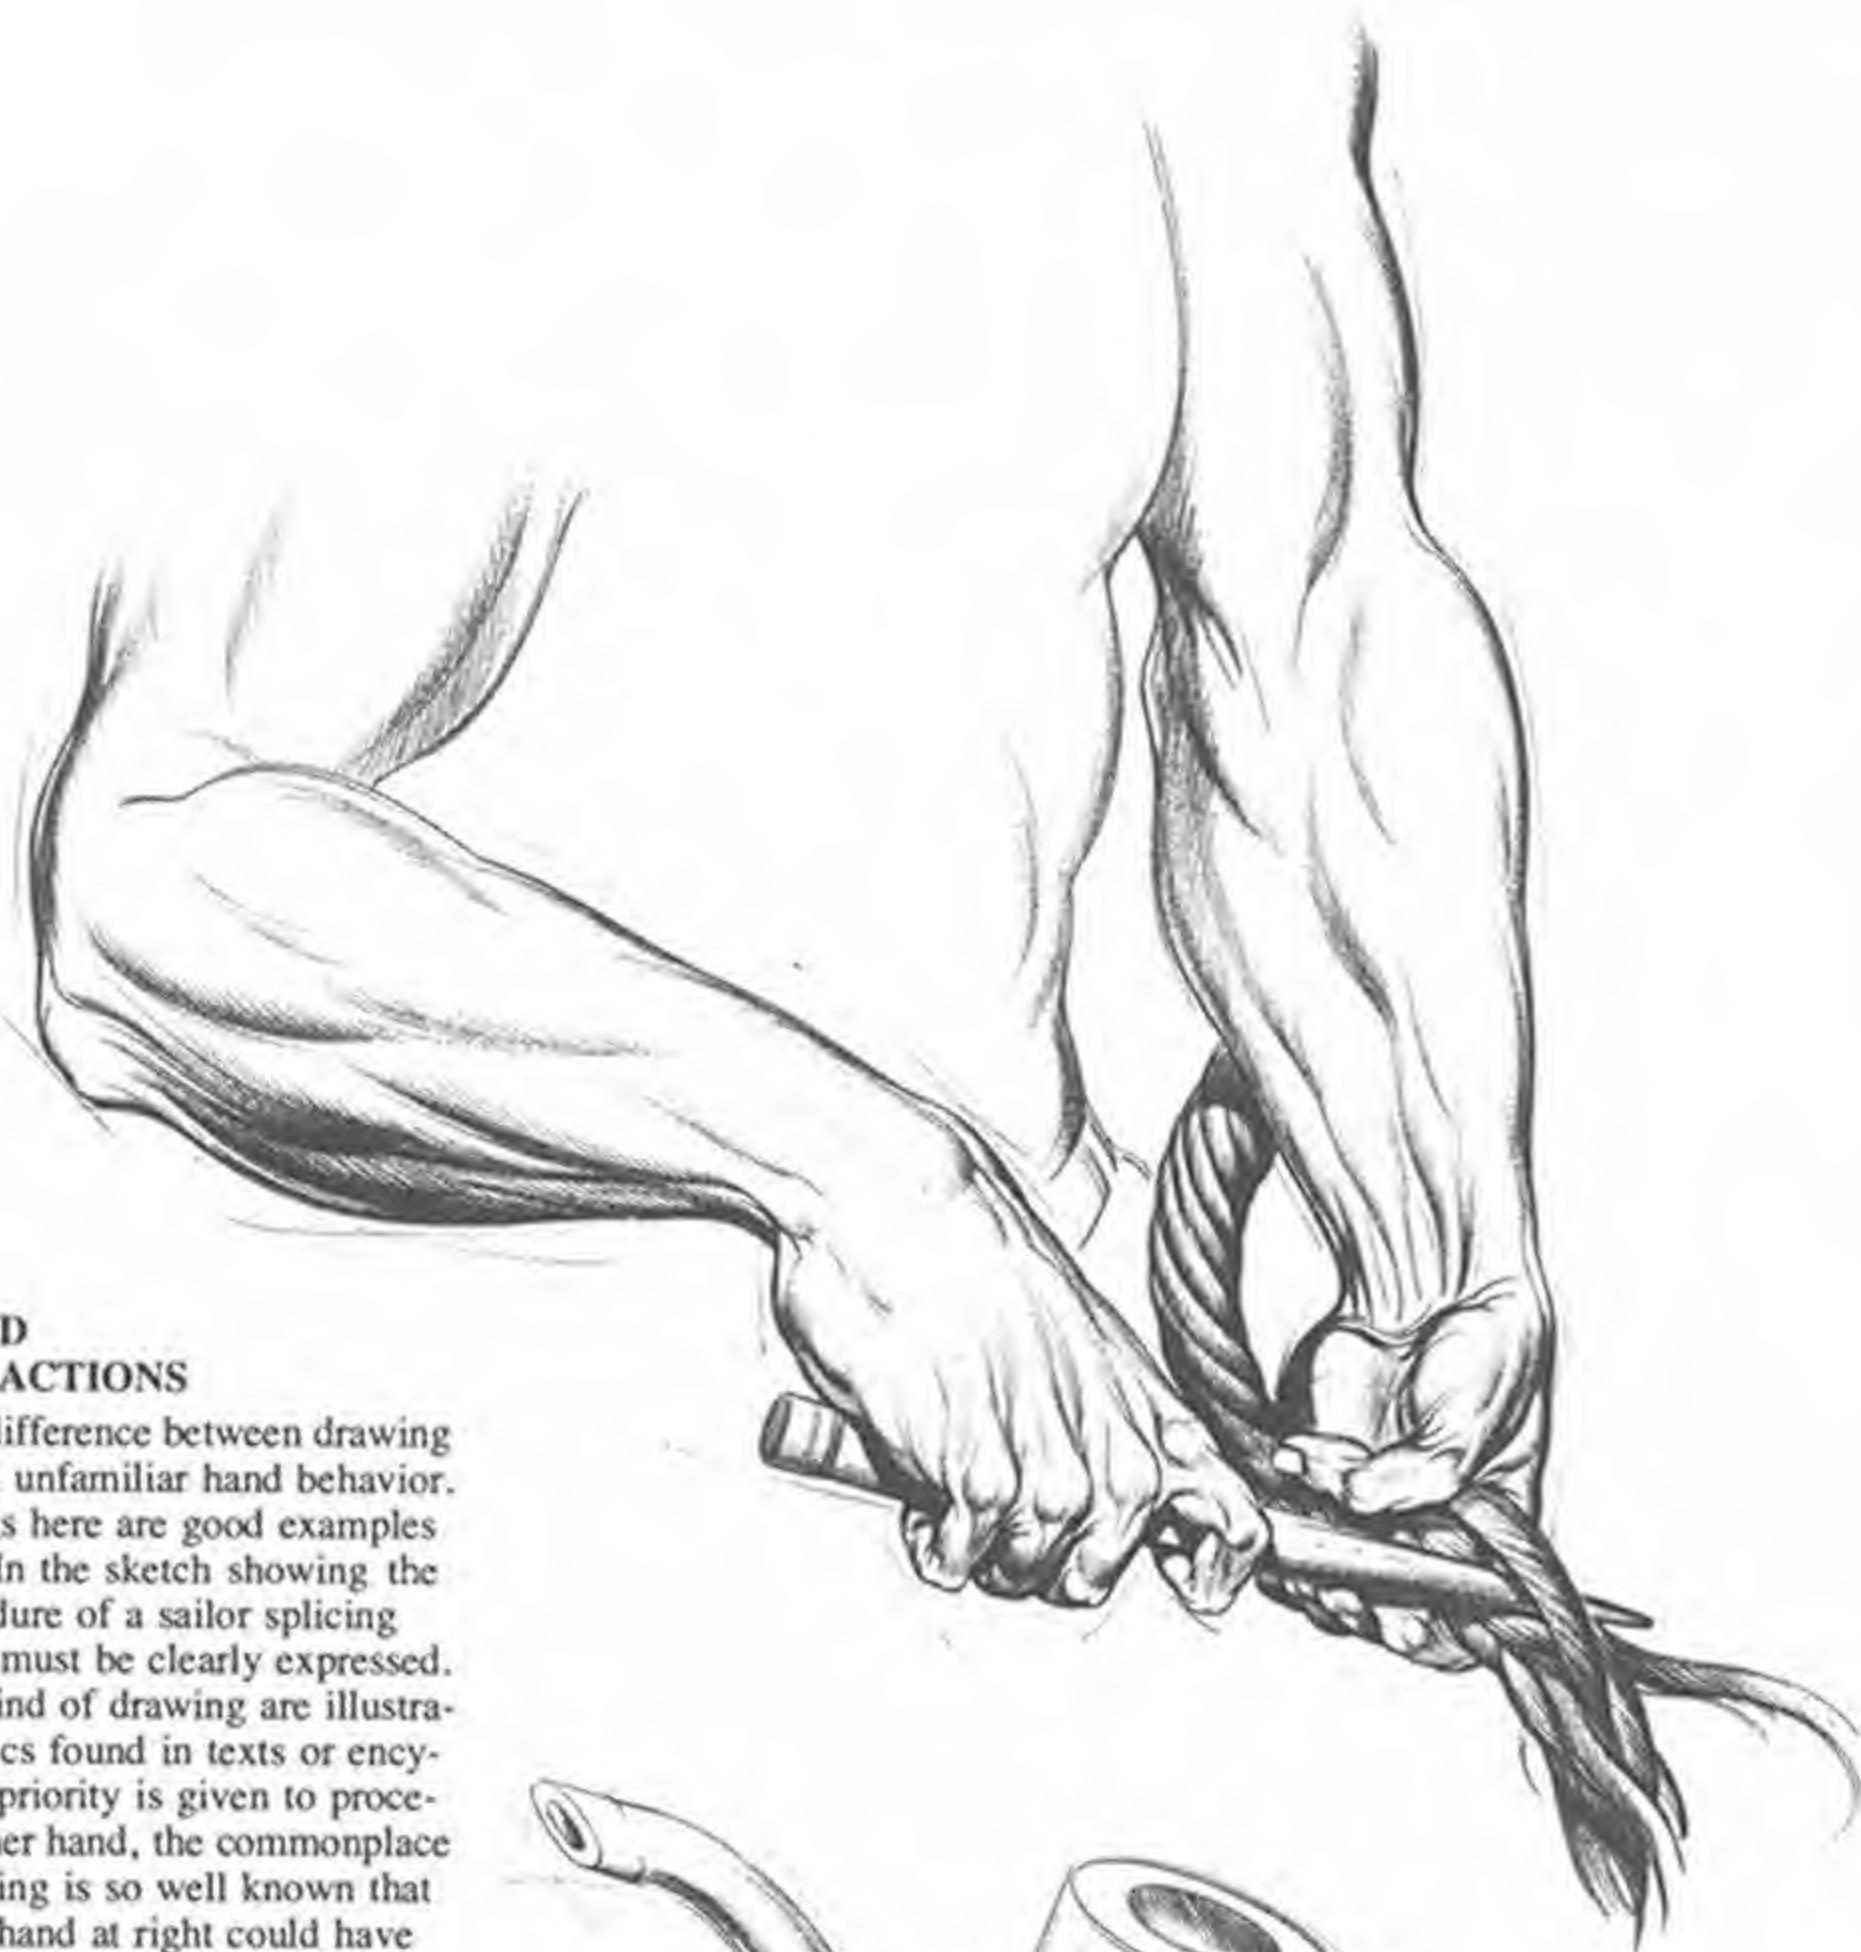 D
ACTIONS
ifference between drawing
unfamiliar hand behavior.
s here are good examples
In the sketch showing the
dure of a sailor splicing
must be clearly expressed.
ind of drawing are illustra-
cs found in texts or ency-
priority is given to proce-
er hand, the commonplace
ing is so well known that
hand at right could have